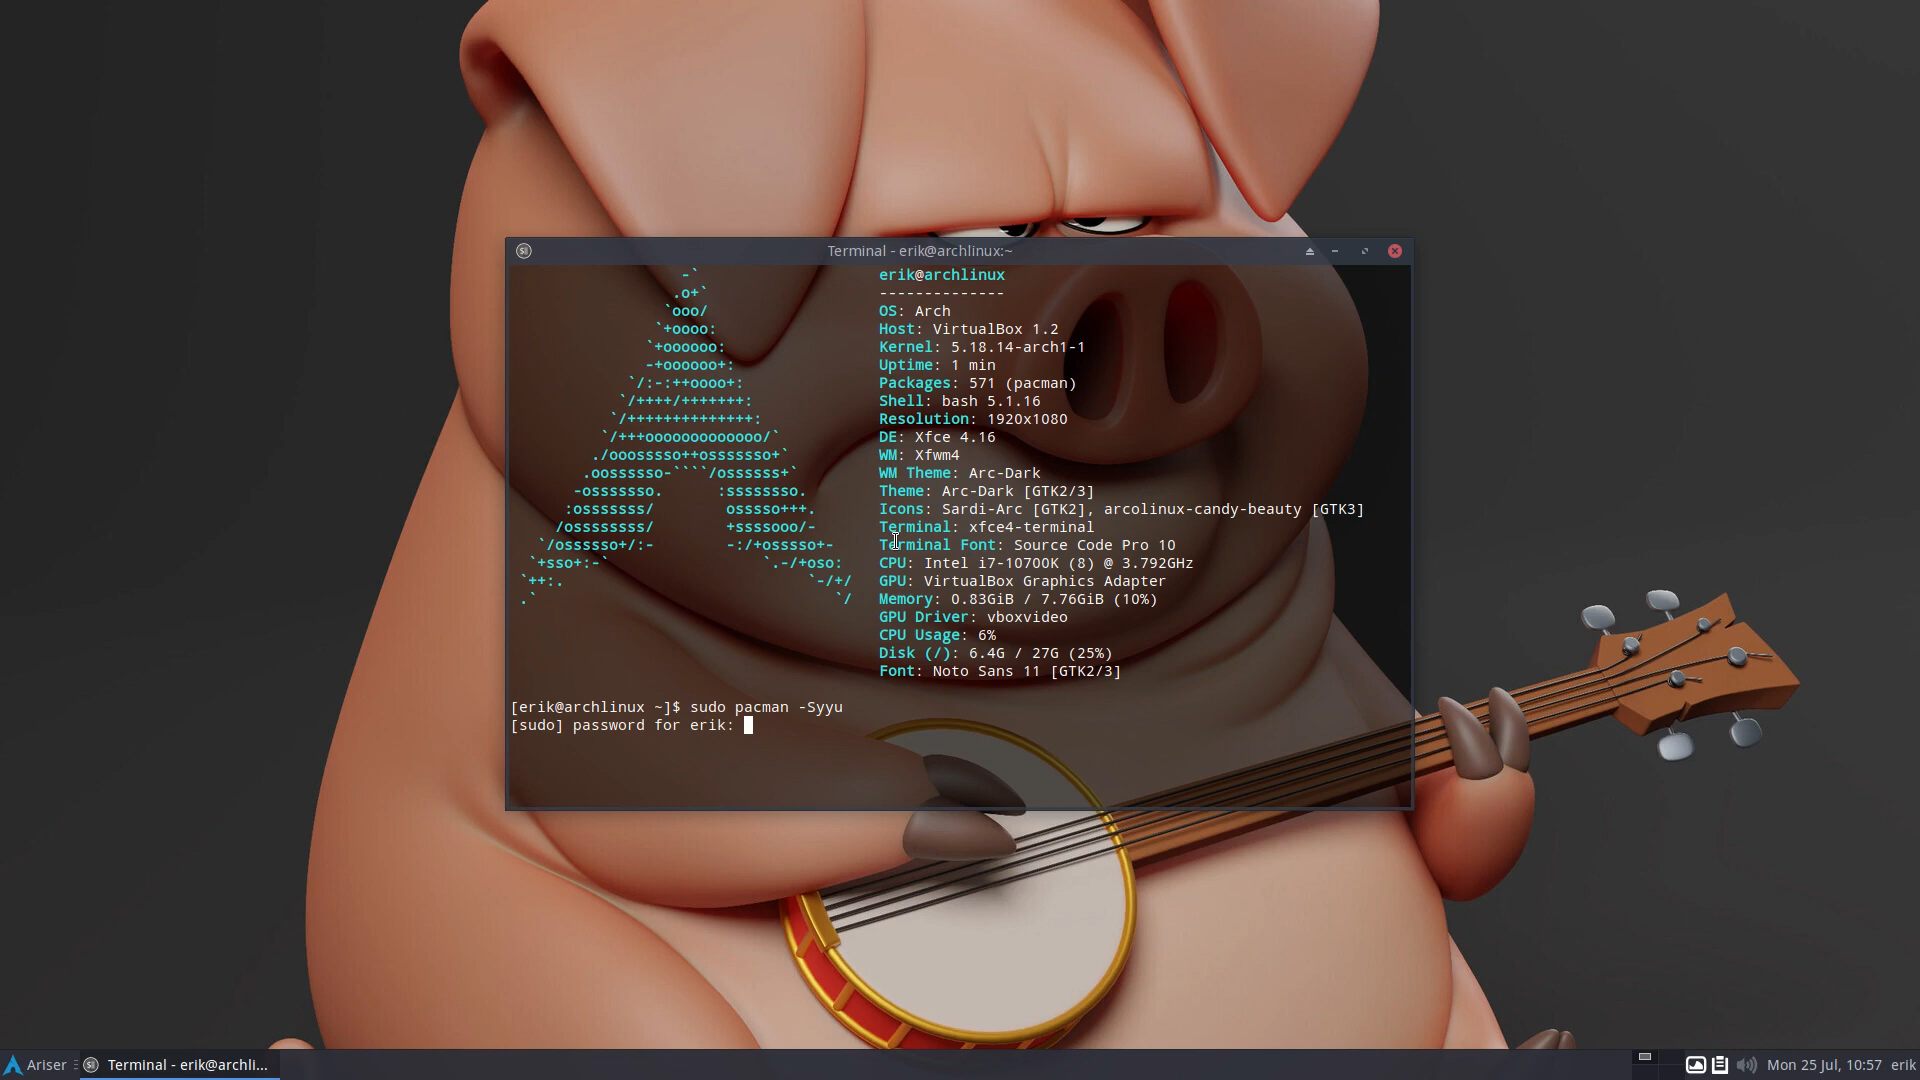 Terminal - erik@archlinux:~
erik@archlinux
--------------
OS: Arch
Host: VirtualBox 1.2
Kernel: 5.18.14-arch1-1
Uptime: 1 min
Packages: 571 (pacman)
Shell: bash 5.1.16
Resolution: 1920x1080
DE: Xfce 4.16
WM: Xfwm4
WM Theme: Arc-Dark
Theme: Arc-Dark [GTK2/3]
Icons: Sardi-Arc [GTK2], arcolinux-candy-beauty [GTK3]
Terminal: xfce4-terminal
Terminal Font: Source Code Pro 10
CPU: Intel i7-10700K (8) @ 3.792GHz
GPU: VirtualBox Graphics Adapter
Memory: 0.83GiB / 7.76GiB (10%)
GPU Driver: vboxvideo
CPU Usage: 6%
Disk (/): 6.4G / 27G (25%)
Font: Noto Sans 11 [GTK2/3]
[erik@archlinux ~]$ sudo pacman -Syyu
[sudo] password for erik:
Ariser
Terminal - erik@archli...
Mon 25 Jul, 10:57 erik